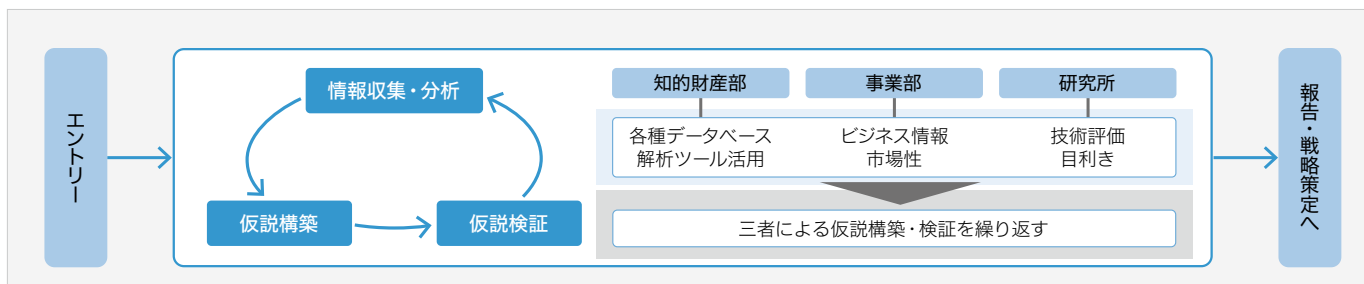 エントリー
情報収集・分析
仮説構築
仮説検証
知的財産部
各種データベース
解析ツール活用
事業部
ビジネス情報
市場性
研究所
技術評価
目利き
三者による仮説構築・検証を繰り返す
報告・戦略策定へ